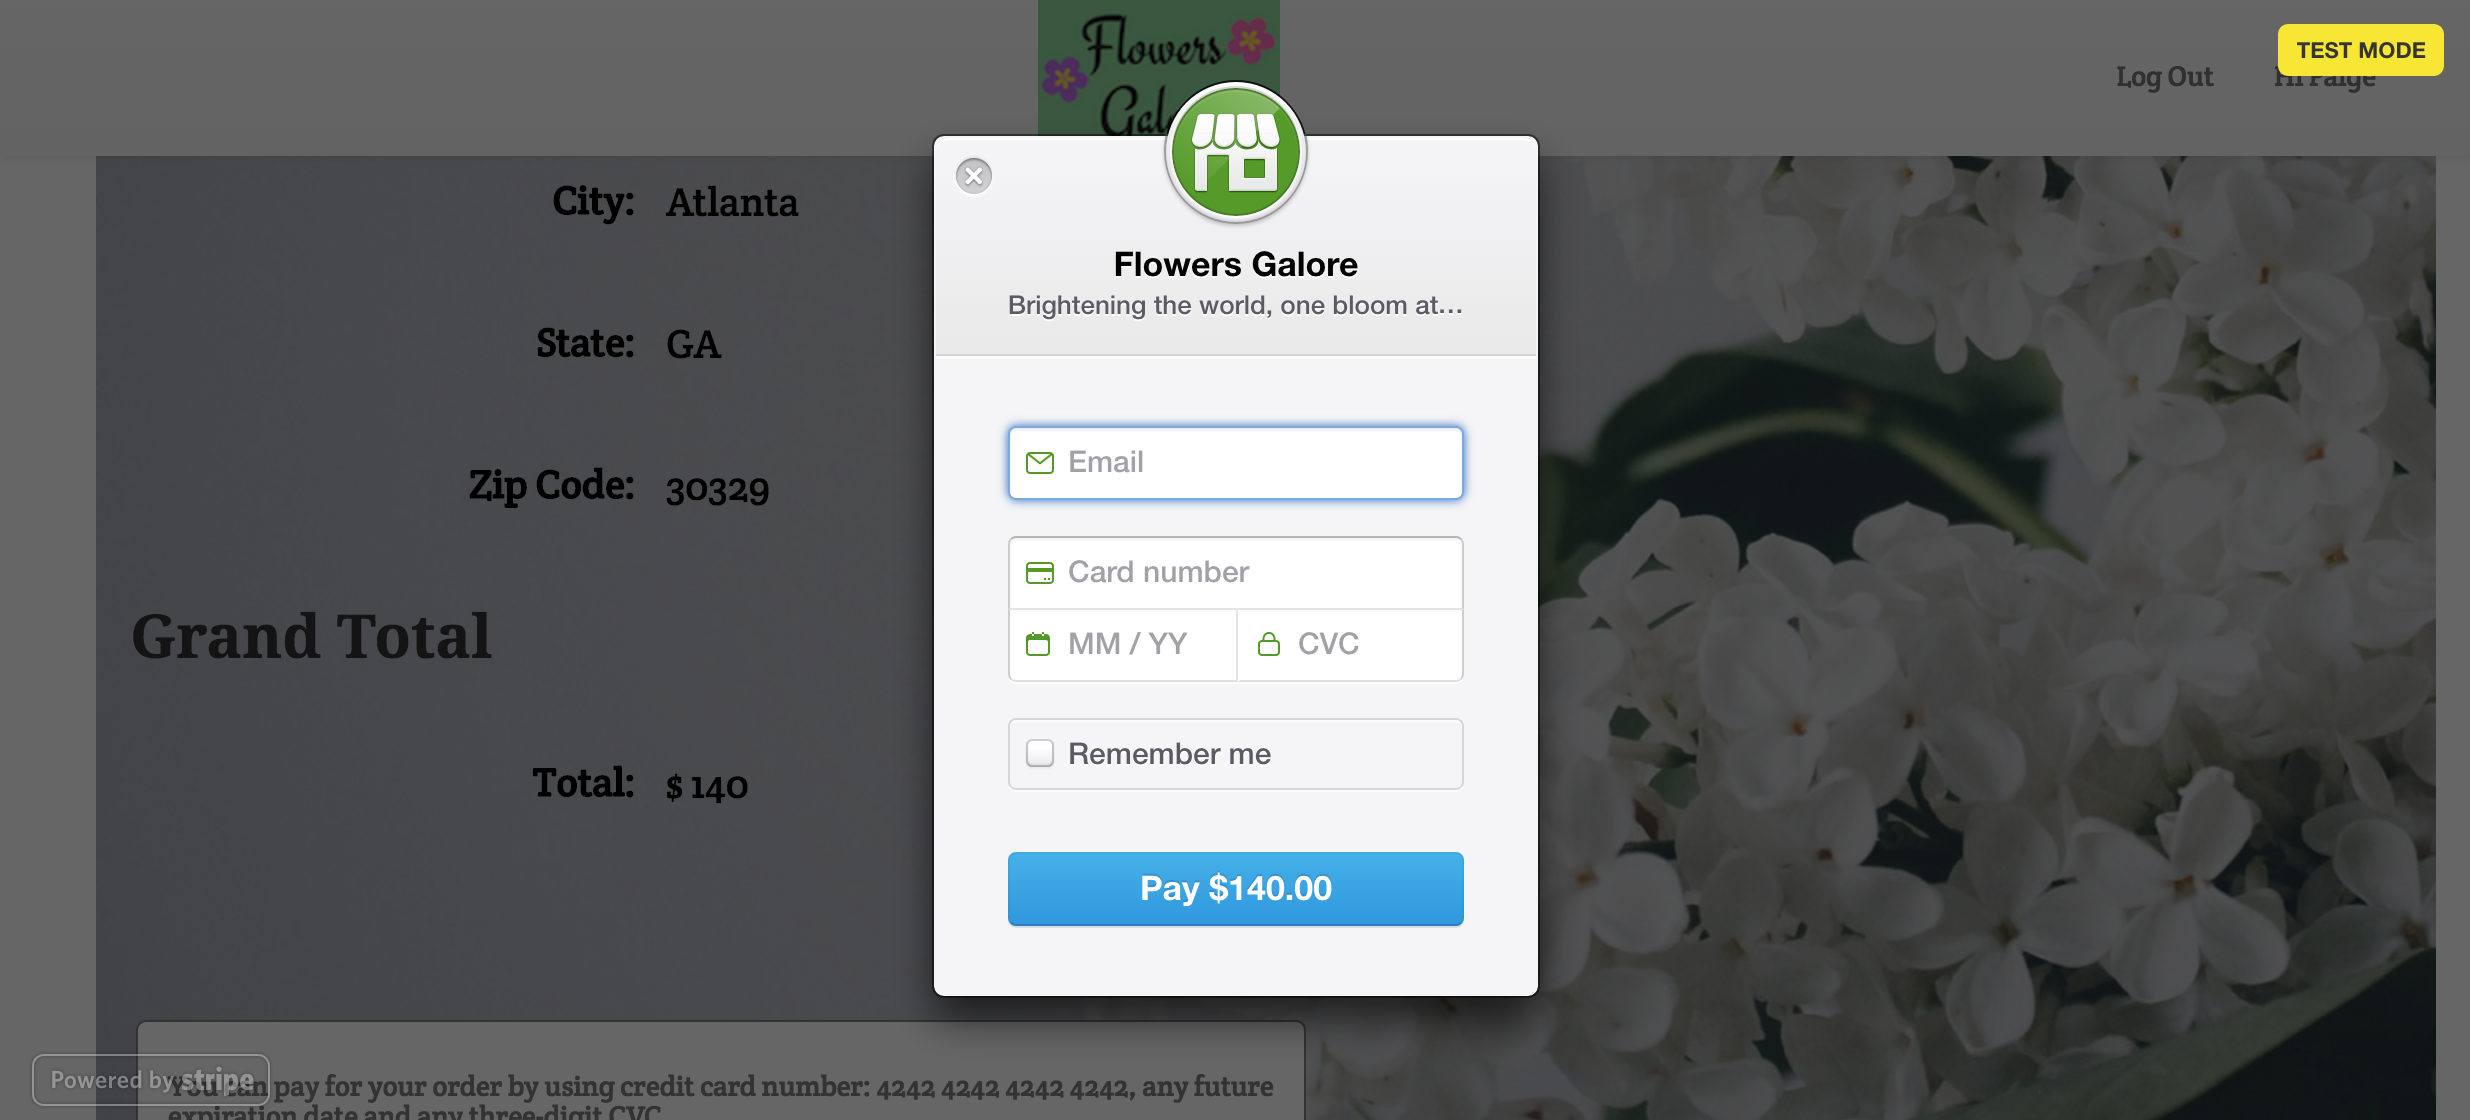 Flowers
TEST MODE
Log Out
Hi Paige
City: Atlanta
Flowers Galore
Brightening the world, one bloom at...
State: GA
Email
Zip Code: 30329
Card number
MM / YY
CVC
Grand Total
Remember me
Total: $ 140
Pay $140.00
Powered by stripe
You can pay for your order by using credit card number: 4242 4242 4242 4242, any future
expiration date and any three-digit CVC